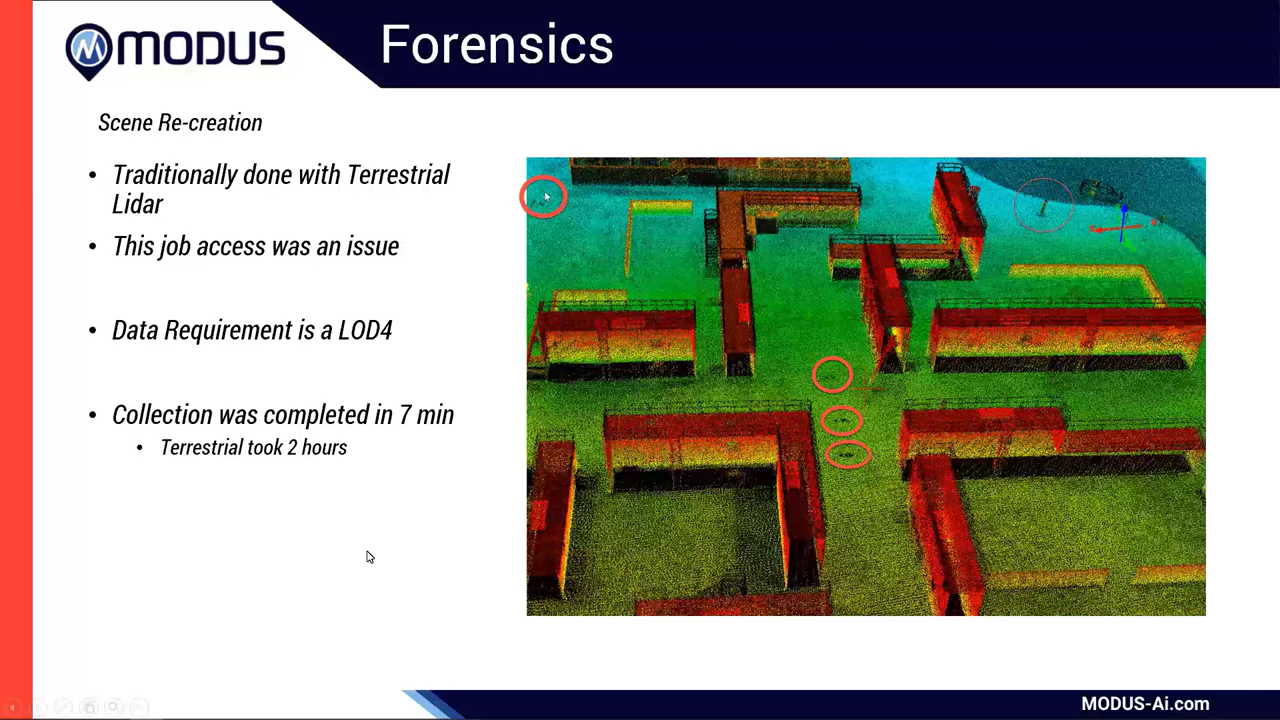 MODUS
Forensics
Scene Re-creation
• Traditionally done with Terrestrial
Lidar
• This job access was an issue
• Data Requirement is a LOD4
• Collection was completed in 7 min
• Terrestrial took 2 hours
MODUS-Ai.com